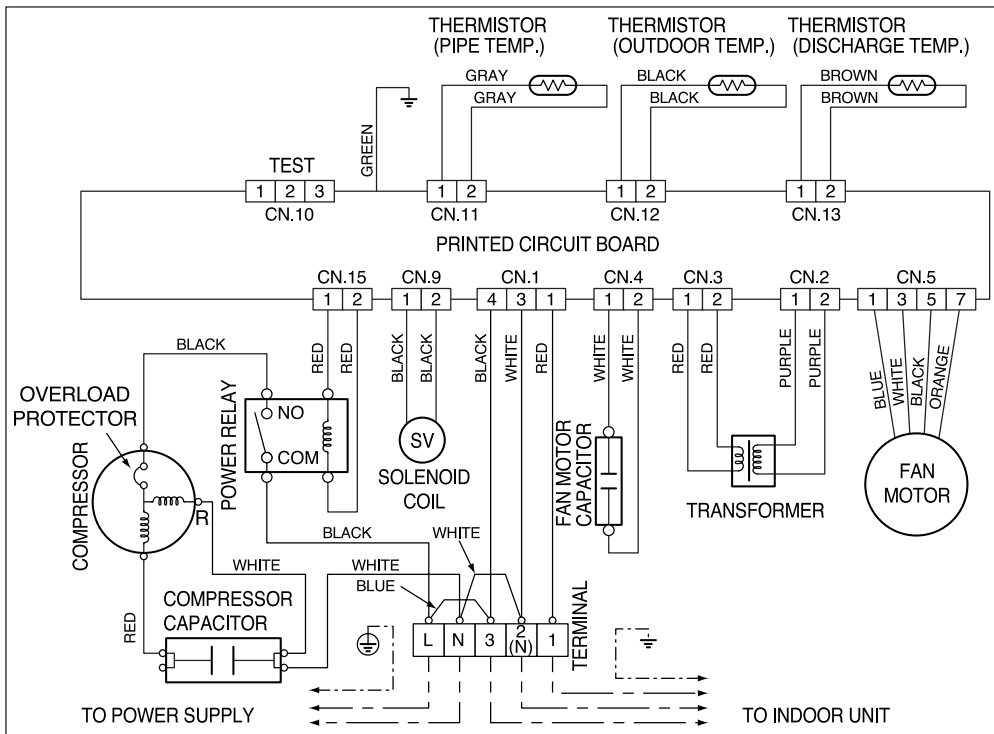 THERMISTOR
(PIPE TEMP.)
THERMISTOR
(OUTDOOR TEMP.)
THERMISTOR
(DISCHARGE TEMP.)
GRAY
GRAY
BLACK
BLACK
BROWN
BROWN
GREEN
TEST
1 2 3
CN.10
1 2
CN.11
1 2
CN.12
1 2
CN.13
PRINTED CIRCUIT BOARD
CN.15
1 2
CN.9
1 2
CN.1
4 3 1
CN.4
1 2
CN.3
1 2
CN.2
1 2
CN.5
1 3 5 7
BLACK
RED
RED
BLACK
BLACK
BLACK
WHITE
RED
WHITE
WHITE
RED
RED
PURPLE
PURPLE
BLUE
WHITE
BLACK
ORANGE
OVERLOAD
PROTECTOR
COMPRESSOR
R
POWER RELAY
NO
COM
SV
SOLENOID
COIL
FAN MOTOR
CAPACITOR
TRANSFORMER
FAN
MOTOR
BLACK
WHITE
WHITE
WHITE
BLUE
RED
COMPRESSOR
CAPACITOR
L N 3 2 (N) 1
TERMINAL
TO POWER SUPPLY
TO INDOOR UNIT